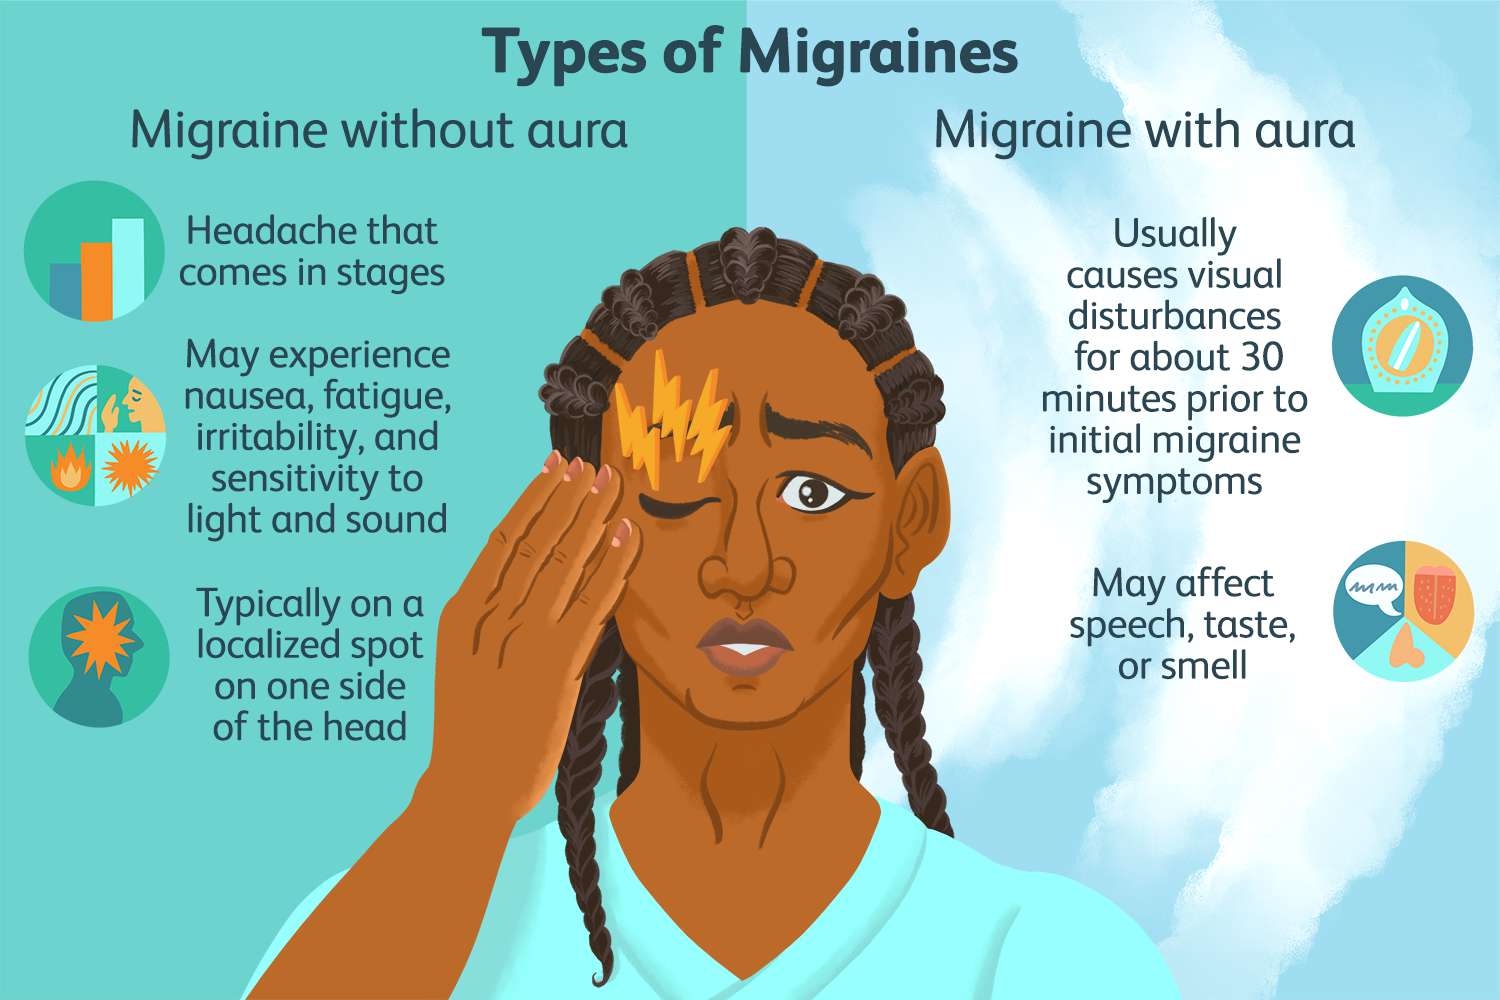 Types of Migraines
Migraine without aura
Headache that
comes in stages
May experience
nausea, fatigue,
irritability, and
sensitivity to
light and sound
Typically on a
localized spot
on one side
of the head
Migraine with aura
Usually
causes visual
disturbances
for about 30
minutes prior to
initial migraine
symptoms
May affect
speech, taste,
or smell